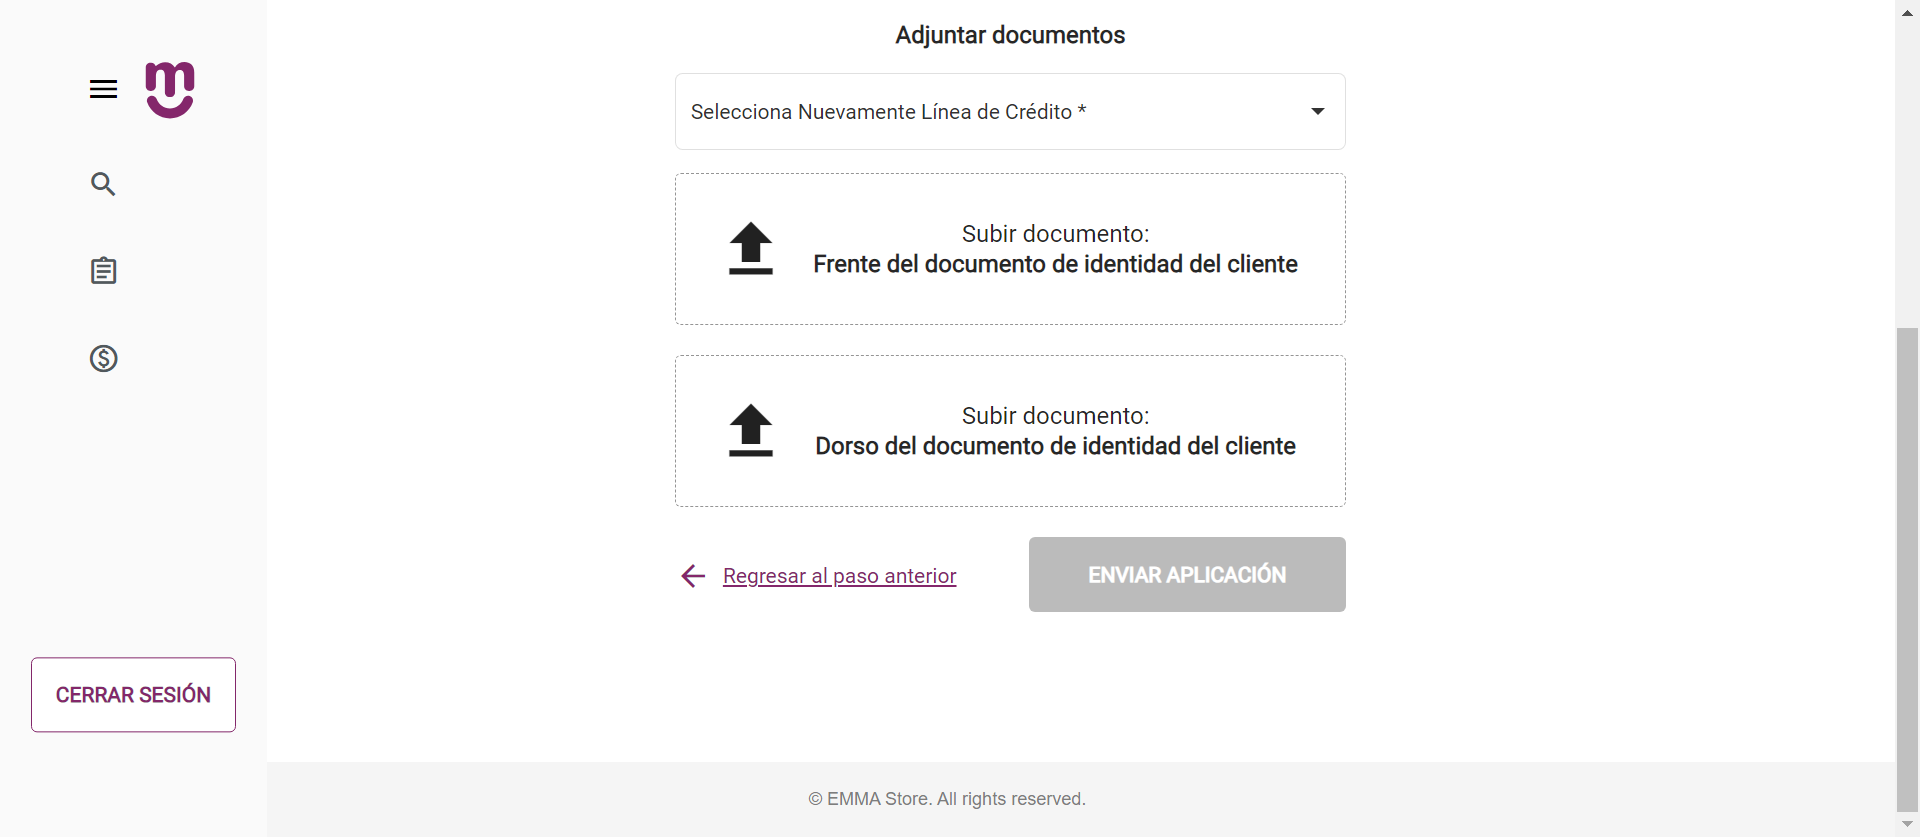 Adjuntar documentos
Selecciona Nuevamente Línea de Crédito *
Subir documento:
Frente del documento de identidad del cliente
Subir documento:
Dorso del documento de identidad del cliente
Regresar al paso anterior
ENVIAR APLICACIÓN
CERRAR SESIÓN
© EMMA Store. All rights reserved.